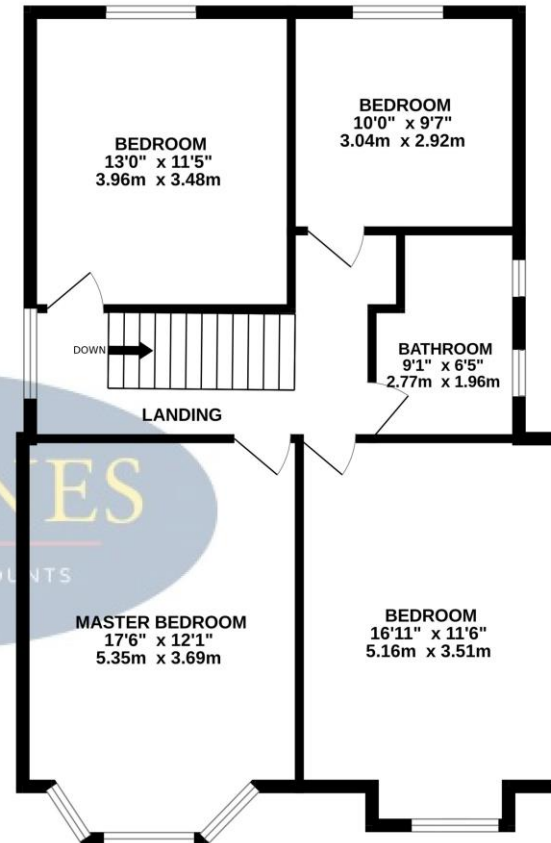 BEDROOM
13'0" x 11'5"
3.96m x 3.48m
BEDROOM
10'0" x 9'7"
3.04m x 2.92m
DOWN
BATHROOM
9'1" x 6'5"
2.77m x 1.96m
LANDING
MASTER BEDROOM
17'6" x 12'1"
5.35m x 3.69m
BEDROOM
16'11" x 11'6"
5.16m x 3.51m